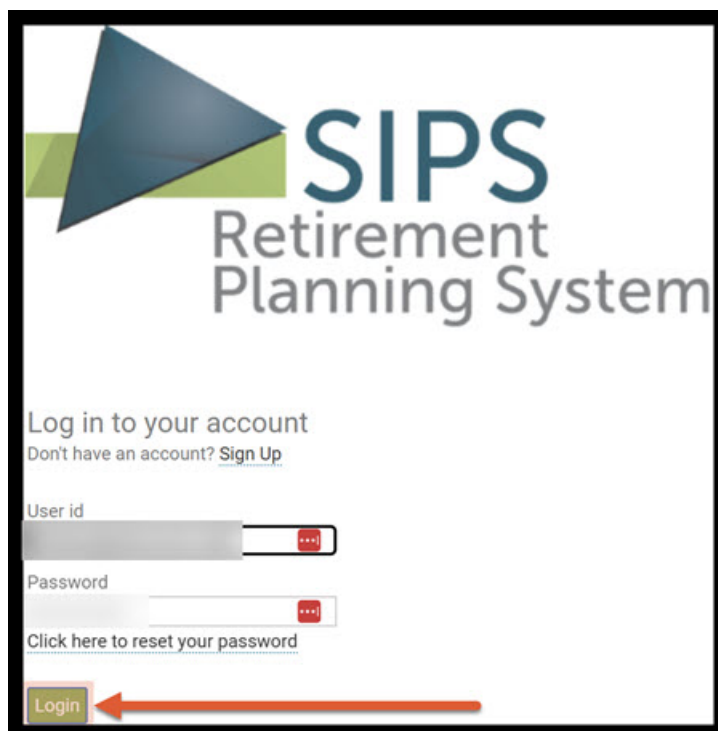 SIPS
Retirement
Planning System
Log in to your account
Don't have an account? Sign Up
User id
Password
Click here to reset your password
Login